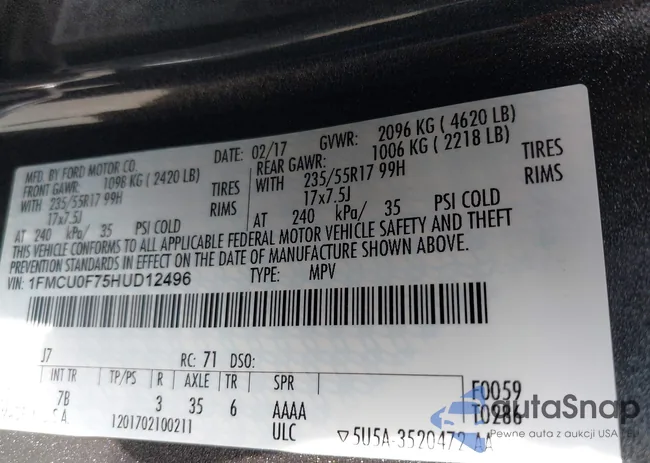 MFD. BY FORD MOTOR CO. DATE: 02/17 GVWR: 2096 KG ( 4620 LB)
FRONT GAWR: 1098 KG ( 2420 LB) REAR GAWR: 1006 KG ( 2218 LB)
WITH 235/55R17 99H TIRES WITH 235/55R17 99H TIRES
17x7.5J RIMS 17x7.5J RIMS
AT 240 kPa/ 35 PSI COLD AT 240 kPa/ 35 PSI COLD
THIS VEHICLE CONFORMS TO ALL APPLICABLE FEDERAL MOTOR VEHICLE SAFETY AND THEFT
PREVENTION STANDARDS IN EFFECT ON THE DATE OF MANUFACTURE SHOWN ABOVE.
VIN: 1FMCU0F75HUD12496 TYPE: MPV
J7 RC: 71 DSO:
INT TR TP/PS R AXLE TR SPR F0059
7B 3 35 6 AAAA T0286
1201702100211 ULC ▽5U5A-3520472 AA
autoSnap
Pewne auta z aukcji USA